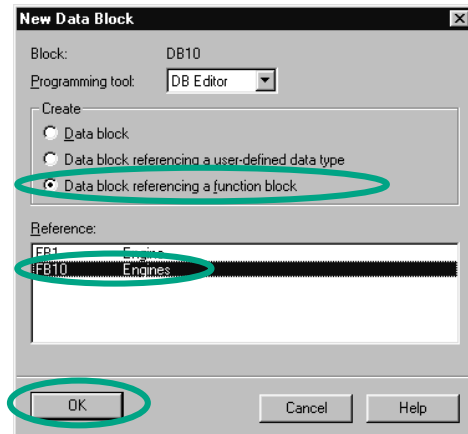 New Data Block
Block: DB10
Programming tool: DB Editor
Create
Data block
Data block referencing a user-defined data type
Data block referencing a function block
Reference:
FB1 Engine
FB10 Engines
OK Cancel Help